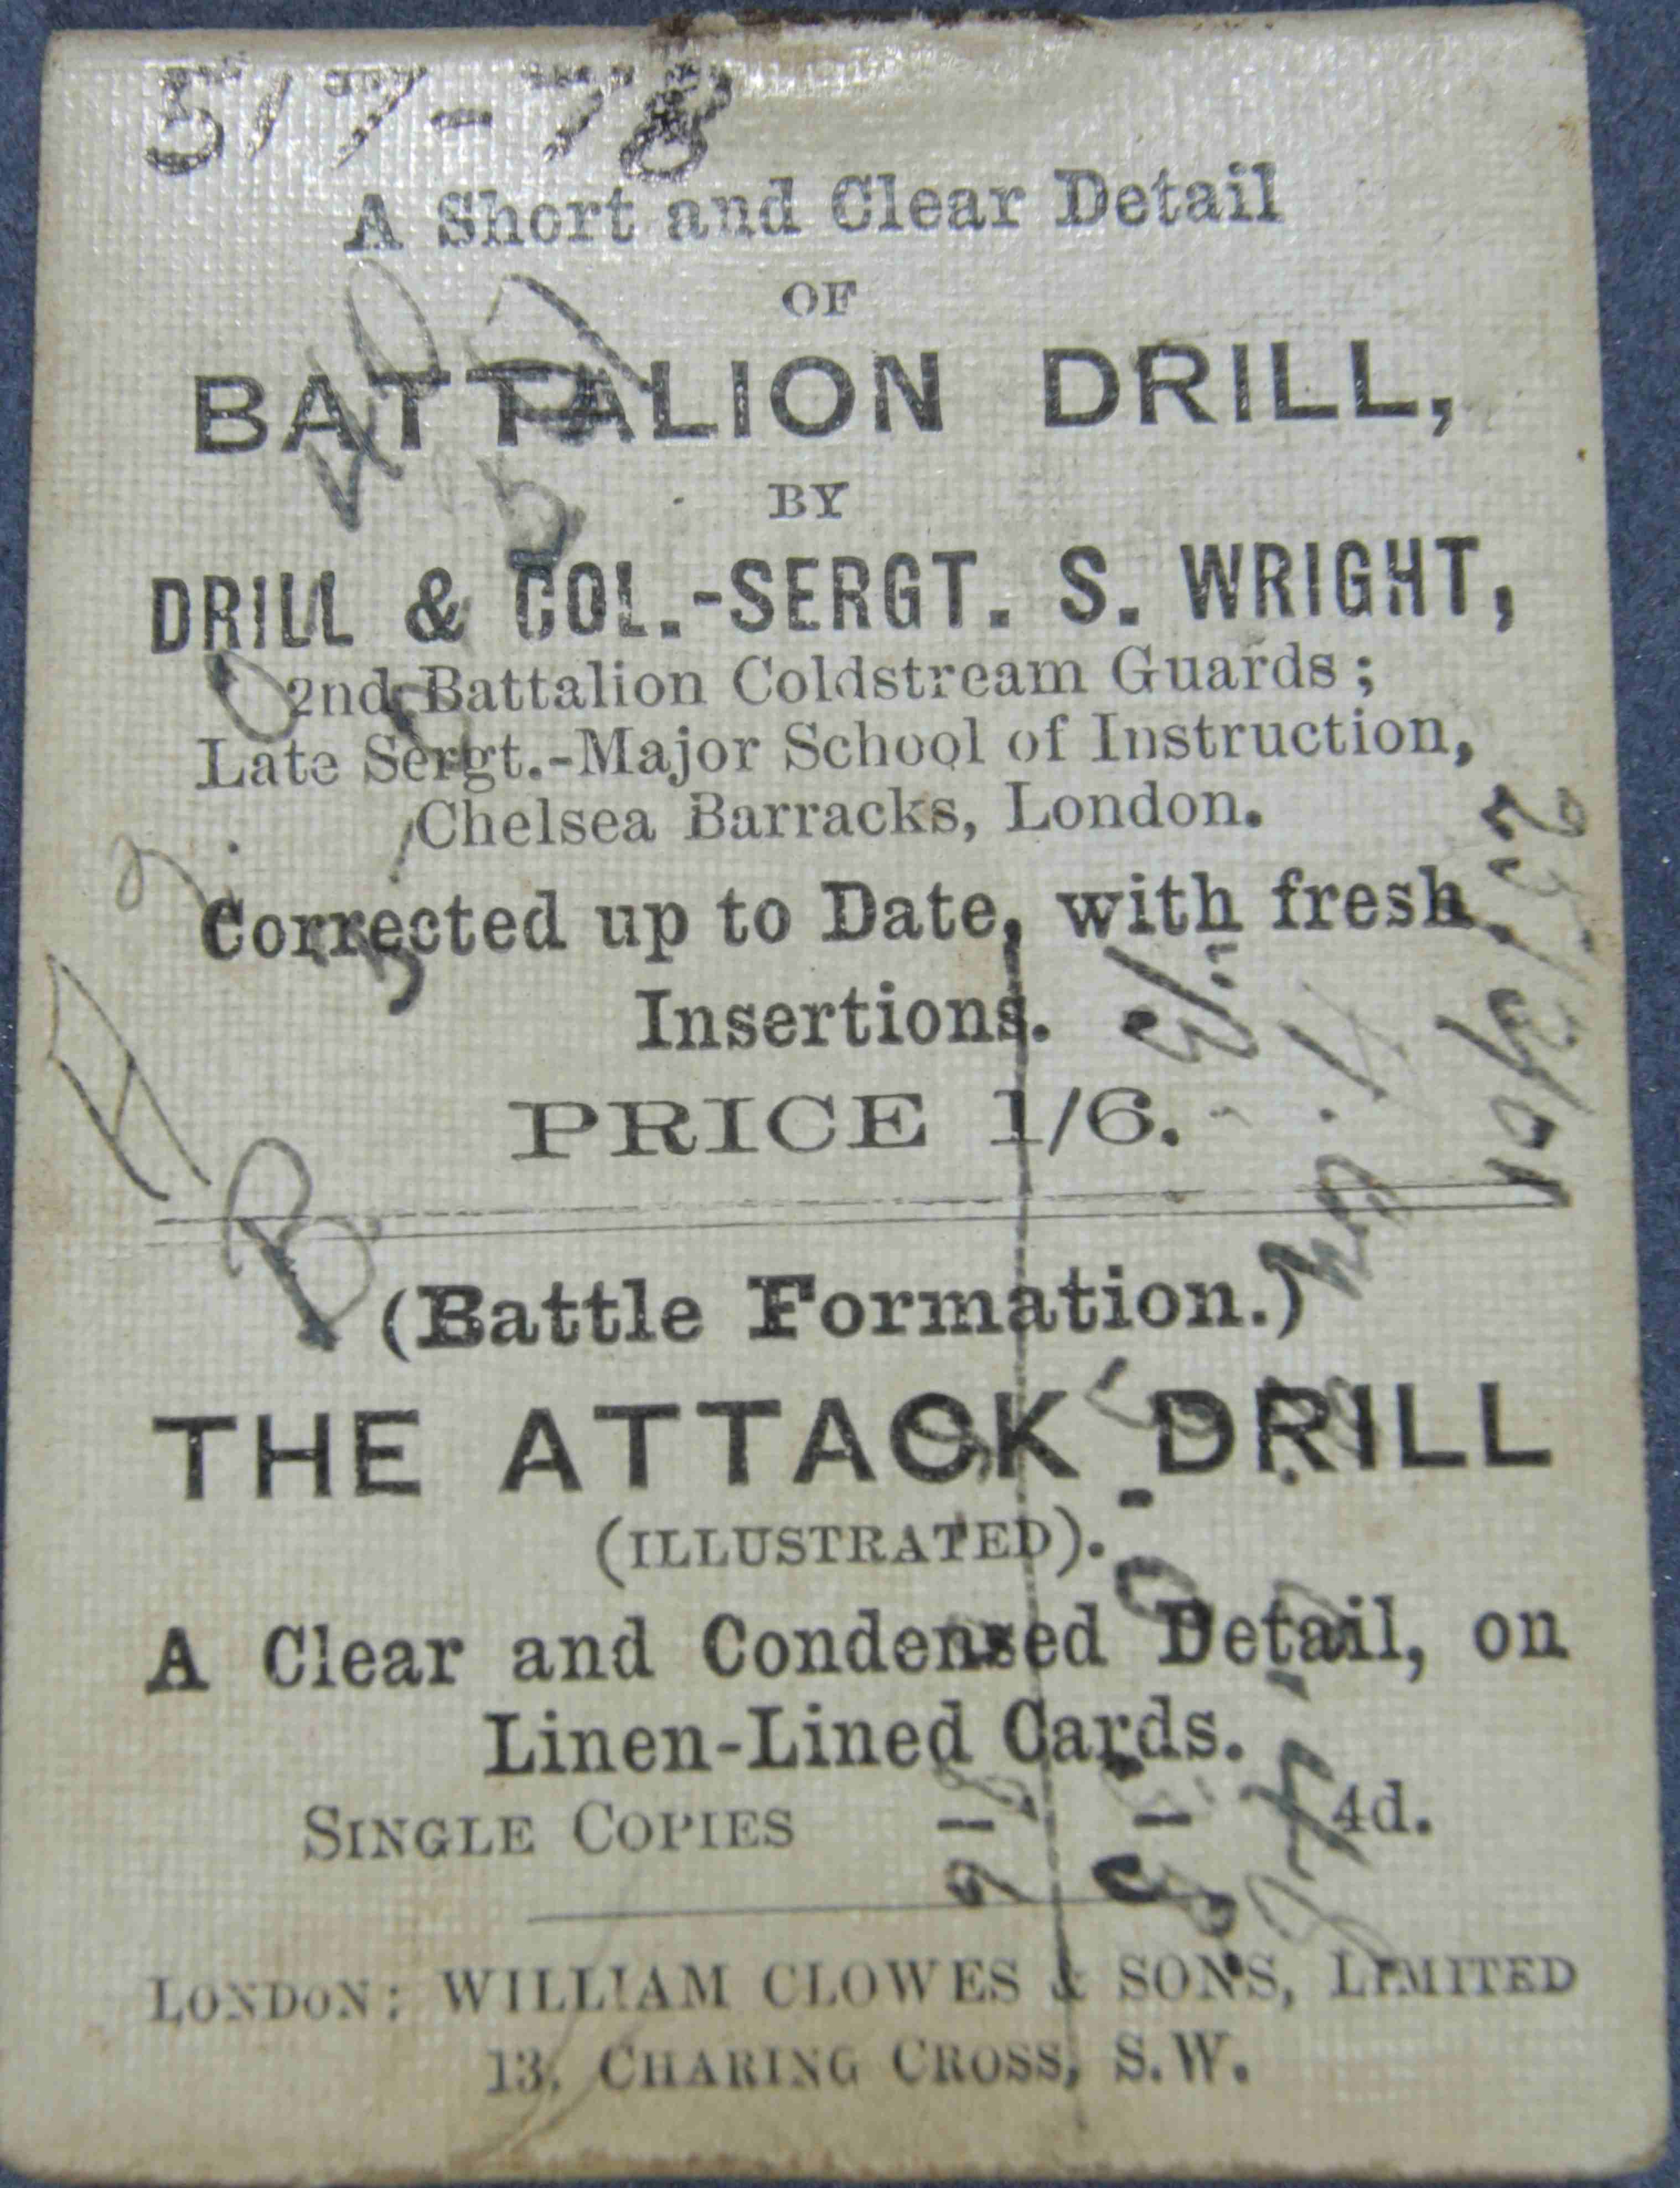 517-78
A Short and Clear Detail
OF
BATTALION DRILL,
BY
DRILL & COL.-SERGT. S. WRIGHT,
2nd Battalion Coldstream Guards;
Late Sergt.-Major School of Instruction,
Chelsea Barracks, London.
Corrected up to Date, with fresh
Insertions.
PRICE 1/6.
(Battle Formation.)
THE ATTACK DRILL
(ILLUSTRATED).
A Clear and Condensed Detail, on
Linen-Lined Cards.
SINGLE COPIES 4d.
LONDON: WILLIAM CLOWES & SONS, LIMITED
13, CHARING CROSS, S.W.